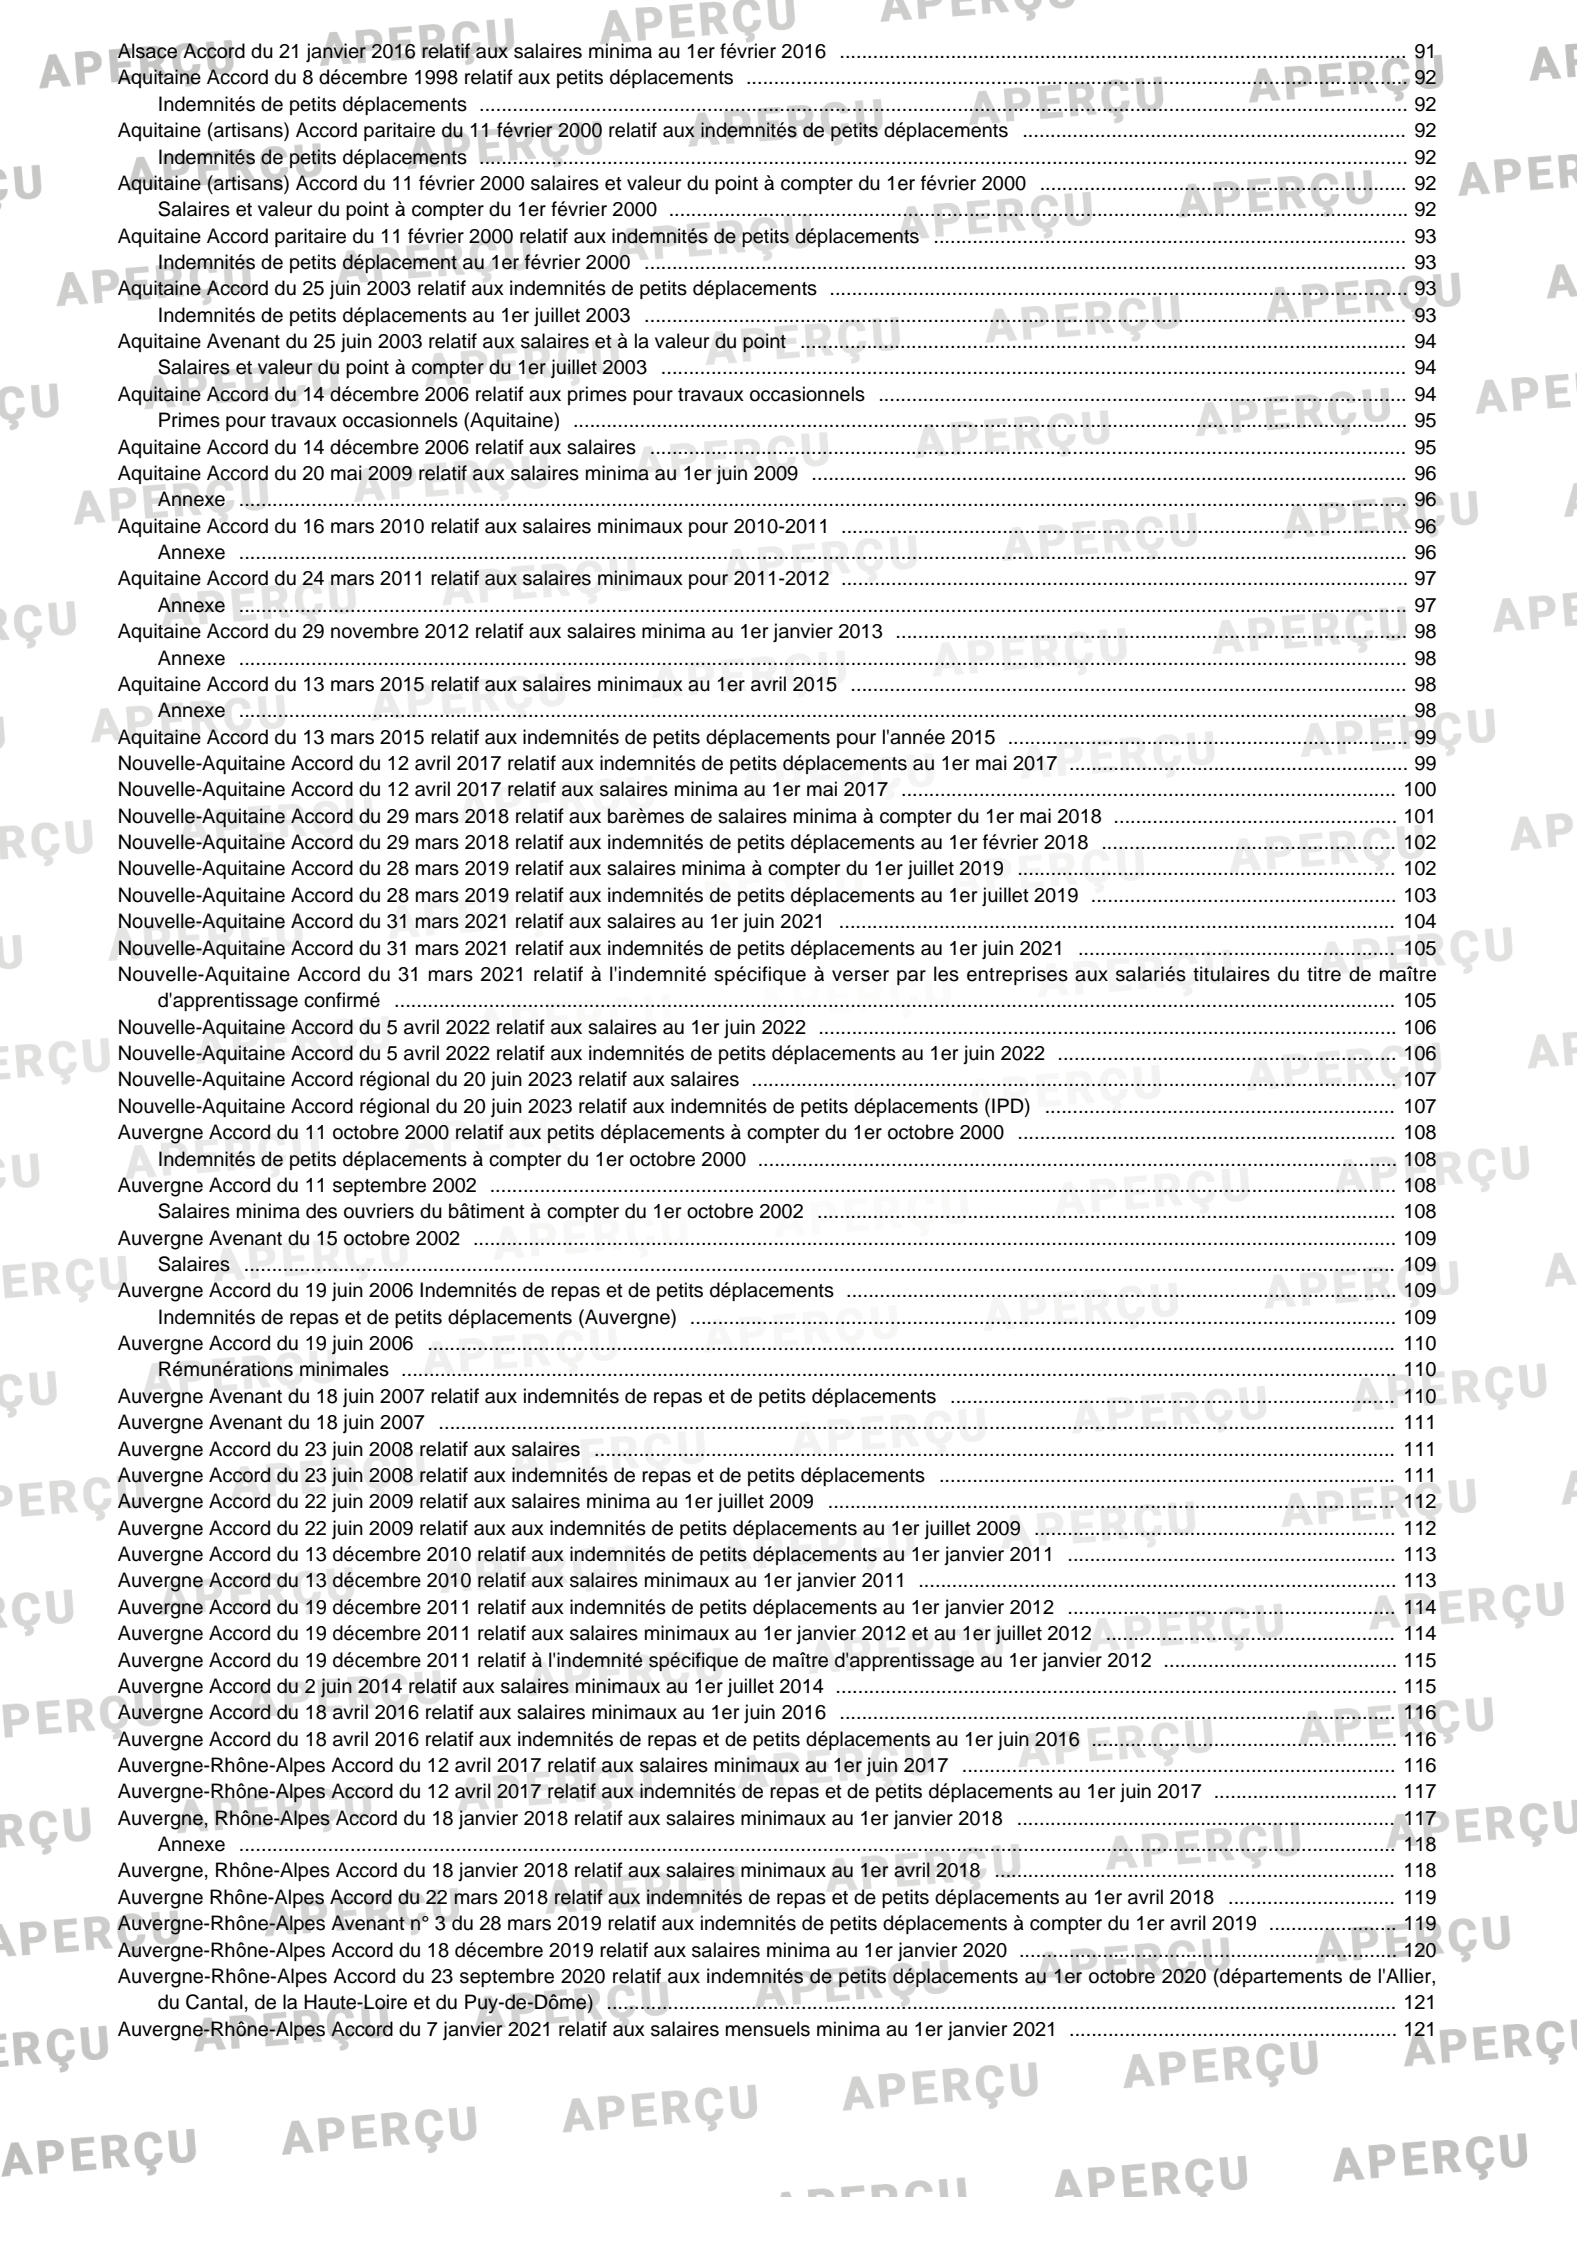 Alsace Accord du 21 janvier 2016 relatif aux salaires minima au 1er février 2016 ........ 91
Aquitaine Accord du 8 décembre 1998 relatif aux petits déplacements ........ 92
Indemnités de petits déplacements ........ 92
Aquitaine (artisans) Accord paritaire du 11 février 2000 relatif aux indemnités de petits déplacements ........ 92
Indemnités de petits déplacements ........ 92
Aquitaine (artisans) Accord du 11 février 2000 salaires et valeur du point à compter du 1er février 2000 ........ 92
Salaires et valeur du point à compter du 1er février 2000 ........ 92
Aquitaine Accord paritaire du 11 février 2000 relatif aux indemnités de petits déplacements ........ 93
Indemnités de petits déplacement au 1er février 2000 ........ 93
Aquitaine Accord du 25 juin 2003 relatif aux indemnités de petits déplacements ........ 93
Indemnités de petits déplacements au 1er juillet 2003 ........ 93
Aquitaine Avenant du 25 juin 2003 relatif aux salaires et à la valeur du point ........ 94
Salaires et valeur du point à compter du 1er juillet 2003 ........ 94
Aquitaine Accord du 14 décembre 2006 relatif aux primes pour travaux occasionnels ........ 94
Primes pour travaux occasionnels (Aquitaine) ........ 95
Aquitaine Accord du 14 décembre 2006 relatif aux salaires ........ 95
Aquitaine Accord du 20 mai 2009 relatif aux salaires minima au 1er juin 2009 ........ 96
Annexe ........ 96
Aquitaine Accord du 16 mars 2010 relatif aux salaires minimaux pour 2010-2011 ........ 96
Annexe ........ 96
Aquitaine Accord du 24 mars 2011 relatif aux salaires minimaux pour 2011-2012 ........ 97
Annexe ........ 97
Aquitaine Accord du 29 novembre 2012 relatif aux salaires minima au 1er janvier 2013 ........ 98
Annexe ........ 98
Aquitaine Accord du 13 mars 2015 relatif aux salaires minimaux au 1er avril 2015 ........ 98
Annexe ........ 98
Aquitaine Accord du 13 mars 2015 relatif aux indemnités de petits déplacements pour l'année 2015 ........ 99
Nouvelle-Aquitaine Accord du 12 avril 2017 relatif aux indemnités de petits déplacements au 1er mai 2017 ........ 99
Nouvelle-Aquitaine Accord du 12 avril 2017 relatif aux salaires minima au 1er mai 2017 ........ 100
Nouvelle-Aquitaine Accord du 29 mars 2018 relatif aux barèmes de salaires minima à compter du 1er mai 2018 ........ 101
Nouvelle-Aquitaine Accord du 29 mars 2018 relatif aux indemnités de petits déplacements au 1er février 2018 ........ 102
Nouvelle-Aquitaine Accord du 28 mars 2019 relatif aux salaires minima à compter du 1er juillet 2019 ........ 102
Nouvelle-Aquitaine Accord du 28 mars 2019 relatif aux indemnités de petits déplacements au 1er juillet 2019 ........ 103
Nouvelle-Aquitaine Accord du 31 mars 2021 relatif aux salaires au 1er juin 2021 ........ 104
Nouvelle-Aquitaine Accord du 31 mars 2021 relatif aux indemnités de petits déplacements au 1er juin 2021 ........ 105
Nouvelle-Aquitaine Accord du 31 mars 2021 relatif à l'indemnité spécifique à verser par les entreprises aux salariés titulaires du titre de maître
d'apprentissage confirmé ........ 105
Nouvelle-Aquitaine Accord du 5 avril 2022 relatif aux salaires au 1er juin 2022 ........ 106
Nouvelle-Aquitaine Accord du 5 avril 2022 relatif aux indemnités de petits déplacements au 1er juin 2022 ........ 106
Nouvelle-Aquitaine Accord régional du 20 juin 2023 relatif aux salaires ........ 107
Nouvelle-Aquitaine Accord régional du 20 juin 2023 relatif aux indemnités de petits déplacements (IPD) ........ 107
Auvergne Accord du 11 octobre 2000 relatif aux petits déplacements à compter du 1er octobre 2000 ........ 108
Indemnités de petits déplacements à compter du 1er octobre 2000 ........ 108
Auvergne Accord du 11 septembre 2002 ........ 108
Salaires minima des ouvriers du bâtiment à compter du 1er octobre 2002 ........ 108
Auvergne Avenant du 15 octobre 2002 ........ 109
Salaires ........ 109
Auvergne Accord du 19 juin 2006 Indemnités de repas et de petits déplacements ........ 109
Indemnités de repas et de petits déplacements (Auvergne) ........ 109
Auvergne Accord du 19 juin 2006 ........ 110
Rémunérations minimales ........ 110
Auvergne Avenant du 18 juin 2007 relatif aux indemnités de repas et de petits déplacements ........ 110
Auvergne Avenant du 18 juin 2007 ........ 111
Auvergne Accord du 23 juin 2008 relatif aux salaires ........ 111
Auvergne Accord du 23 juin 2008 relatif aux indemnités de repas et de petits déplacements ........ 111
Auvergne Accord du 22 juin 2009 relatif aux salaires minima au 1er juillet 2009 ........ 112
Auvergne Accord du 22 juin 2009 relatif aux aux indemnités de petits déplacements au 1er juillet 2009 ........ 112
Auvergne Accord du 13 décembre 2010 relatif aux indemnités de petits déplacements au 1er janvier 2011 ........ 113
Auvergne Accord du 13 décembre 2010 relatif aux salaires minimaux au 1er janvier 2011 ........ 113
Auvergne Accord du 19 décembre 2011 relatif aux indemnités de petits déplacements au 1er janvier 2012 ........ 114
Auvergne Accord du 19 décembre 2011 relatif aux salaires minimaux au 1er janvier 2012 et au 1er juillet 2012 ........ 114
Auvergne Accord du 19 décembre 2011 relatif à l'indemnité spécifique de maître d'apprentissage au 1er janvier 2012 ........ 115
Auvergne Accord du 2 juin 2014 relatif aux salaires minimaux au 1er juillet 2014 ........ 115
Auvergne Accord du 18 avril 2016 relatif aux salaires minimaux au 1er juin 2016 ........ 116
Auvergne Accord du 18 avril 2016 relatif aux indemnités de repas et de petits déplacements au 1er juin 2016 ........ 116
Auvergne-Rhône-Alpes Accord du 12 avril 2017 relatif aux salaires minimaux au 1er juin 2017 ........ 116
Auvergne-Rhône-Alpes Accord du 12 avril 2017 relatif aux indemnités de repas et de petits déplacements au 1er juin 2017 ........ 117
Auvergne, Rhône-Alpes Accord du 18 janvier 2018 relatif aux salaires minimaux au 1er janvier 2018 ........ 117
Annexe ........ 118
Auvergne, Rhône-Alpes Accord du 18 janvier 2018 relatif aux salaires minimaux au 1er avril 2018 ........ 118
Auvergne Rhône-Alpes Accord du 22 mars 2018 relatif aux indemnités de repas et de petits déplacements au 1er avril 2018 ........ 119
Auvergne-Rhône-Alpes Avenant n° 3 du 28 mars 2019 relatif aux indemnités de petits déplacements à compter du 1er avril 2019 ........ 119
Auvergne-Rhône-Alpes Accord du 18 décembre 2019 relatif aux salaires minima au 1er janvier 2020 ........ 120
Auvergne-Rhône-Alpes Accord du 23 septembre 2020 relatif aux indemnités de petits déplacements au 1er octobre 2020 (départements de l'Allier,
du Cantal, de la Haute-Loire et du Puy-de-Dôme) ........ 121
Auvergne-Rhône-Alpes Accord du 7 janvier 2021 relatif aux salaires mensuels minima au 1er janvier 2021 ........ 121
APERÇU